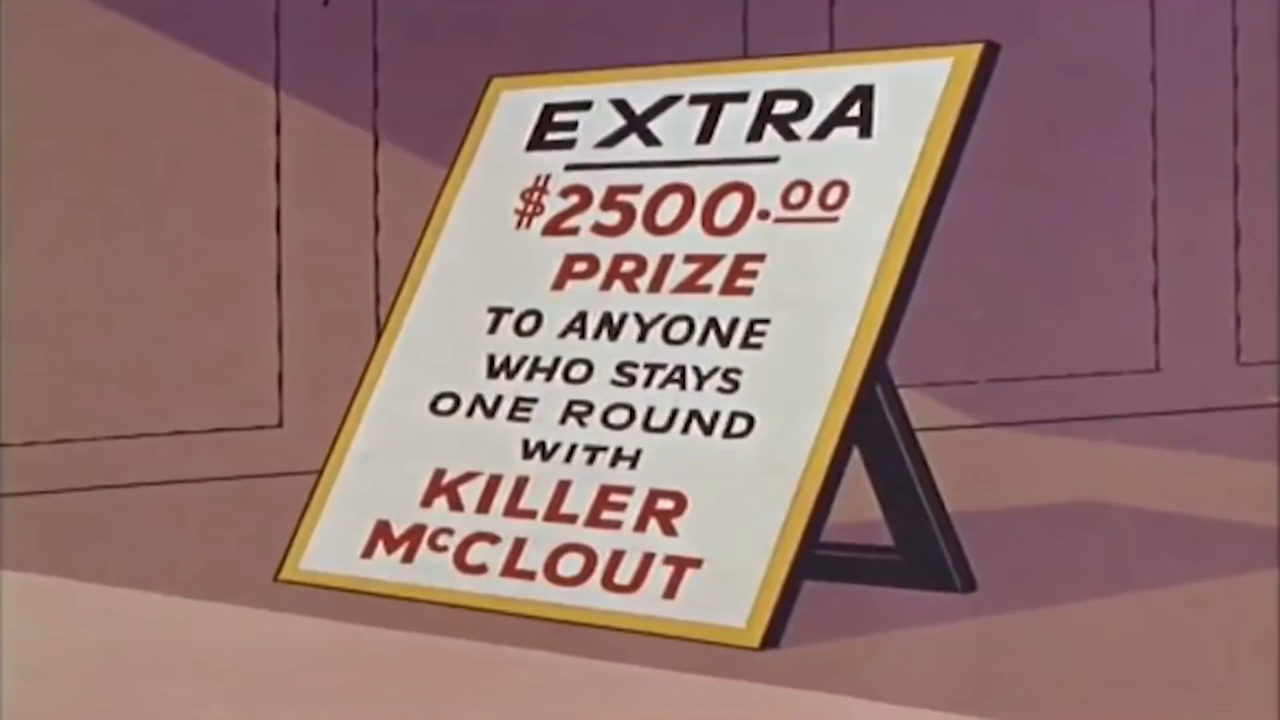 EXTRA
$2500.00
PRIZE
TO ANYONE
WHO STAYS
ONE ROUND
WITH
KILLER
McCLOUT